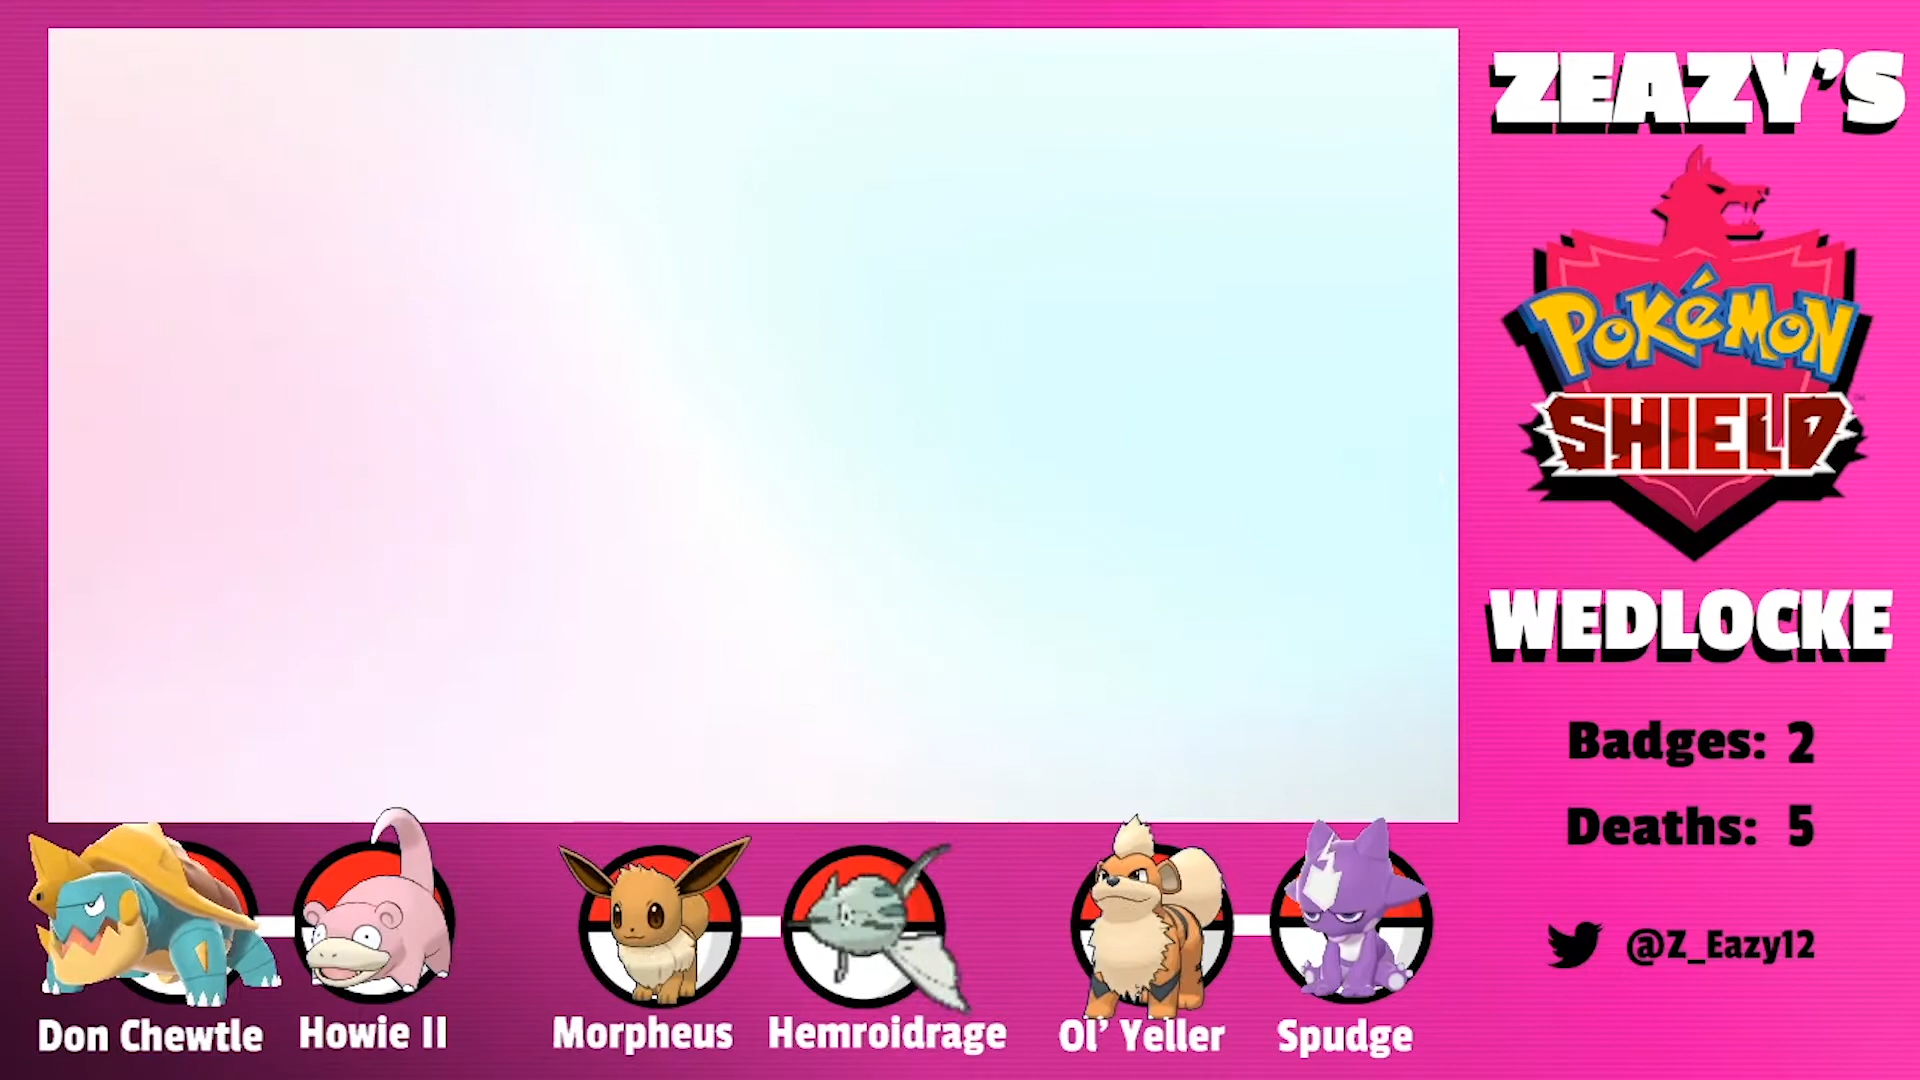 ZEAZY'S
POKéMON
SHIELD
WEDLOCKE
Badges: 2
Deaths: 5
@Z_Eazy12
Don Chewtle
Howie II
Morpheus
Hemroidrage
Ol' Yeller
Spudge